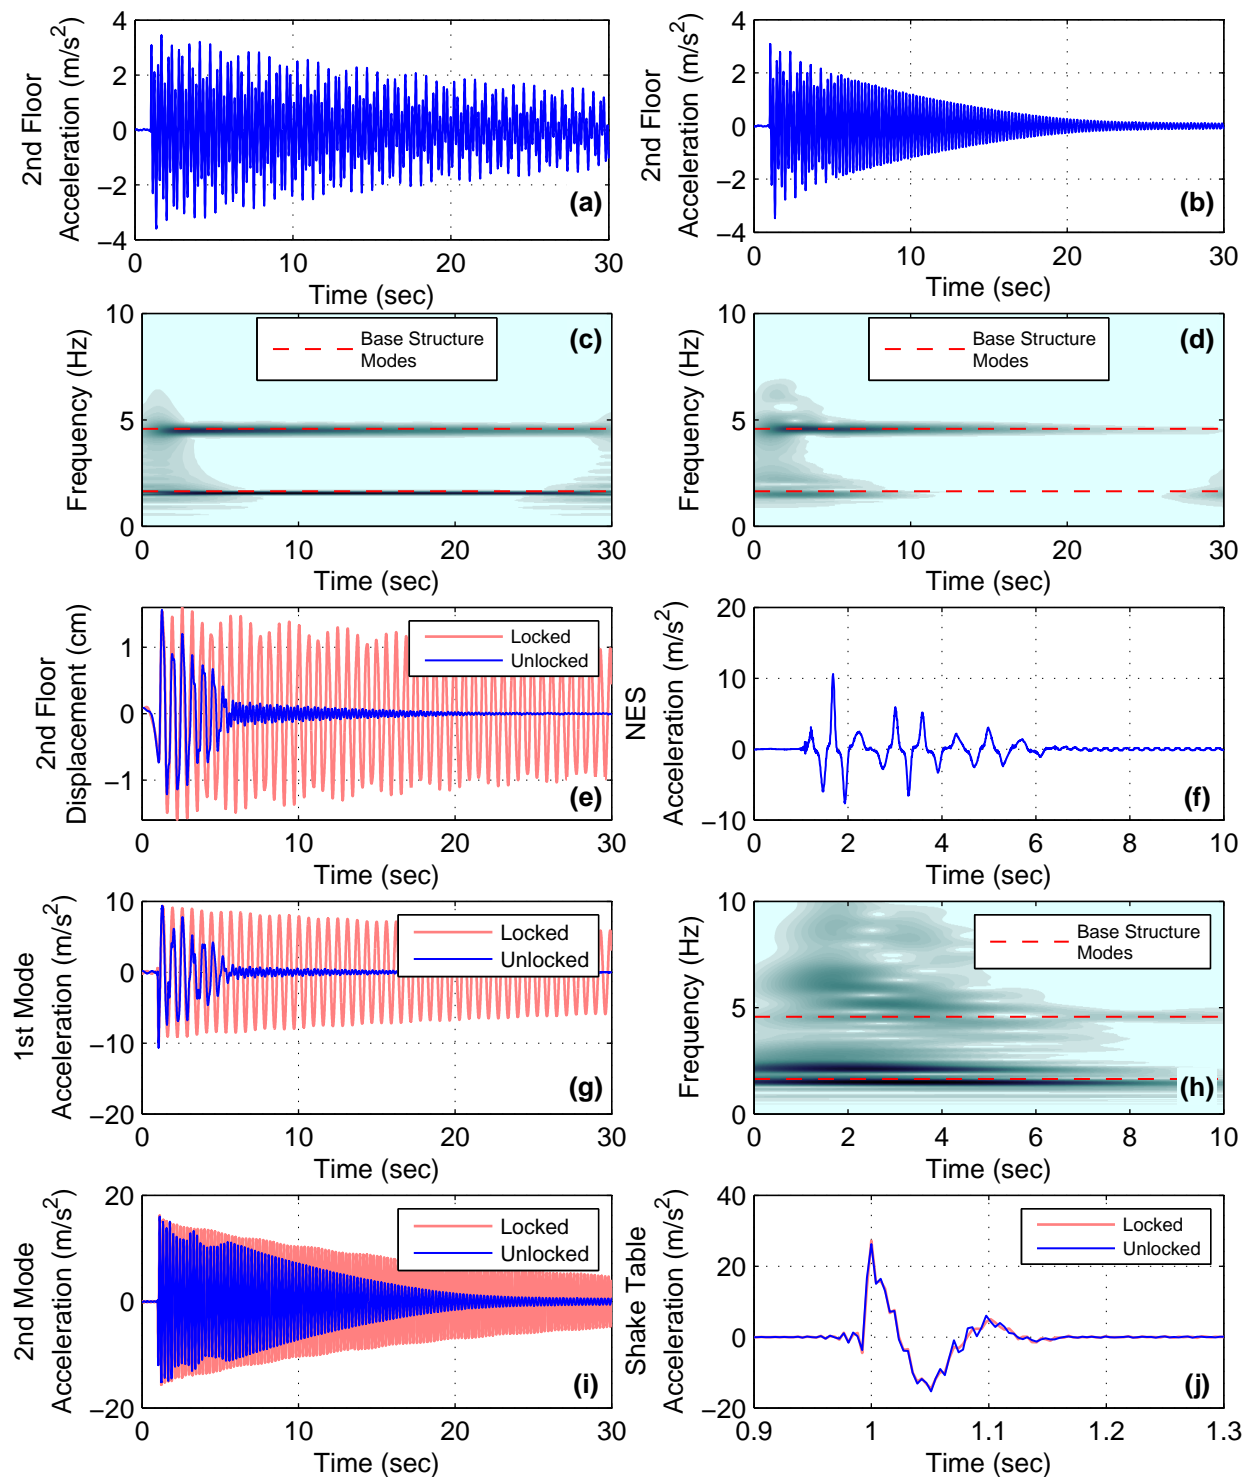 4
2
0
−2
−4
0
10
20
30
2nd Floor
Acceleration (m/s²)
Time (sec)
(a)
4
2
0
−2
−4
0
10
20
30
2nd Floor
Acceleration (m/s²)
Time (sec)
(b)
10
5
0
0
10
20
30
Frequency (Hz)
Time (sec)
Base Structure
Modes
(c)
10
5
0
0
10
20
30
Frequency (Hz)
Time (sec)
Base Structure
Modes
(d)
1
0
−1
0
10
20
30
2nd Floor
Displacement (cm)
Time (sec)
Locked
Unlocked
(e)
20
10
0
−10
0
2
4
6
8
10
NES
Acceleration (m/s²)
Time (sec)
(f)
10
0
−10
−20
0
10
20
30
1st Mode
Acceleration (m/s²)
Time (sec)
Locked
Unlocked
(g)
10
5
0
0
2
4
6
8
10
Frequency (Hz)
Time (sec)
Base Structure
Modes
(h)
20
0
−20
0
10
20
30
2nd Mode
Acceleration (m/s²)
Time (sec)
Locked
Unlocked
(i)
40
20
0
−20
0.9
1
1.1
1.2
1.3
Shake Table
Acceleration (m/s²)
Time (sec)
Locked
Unlocked
(j)